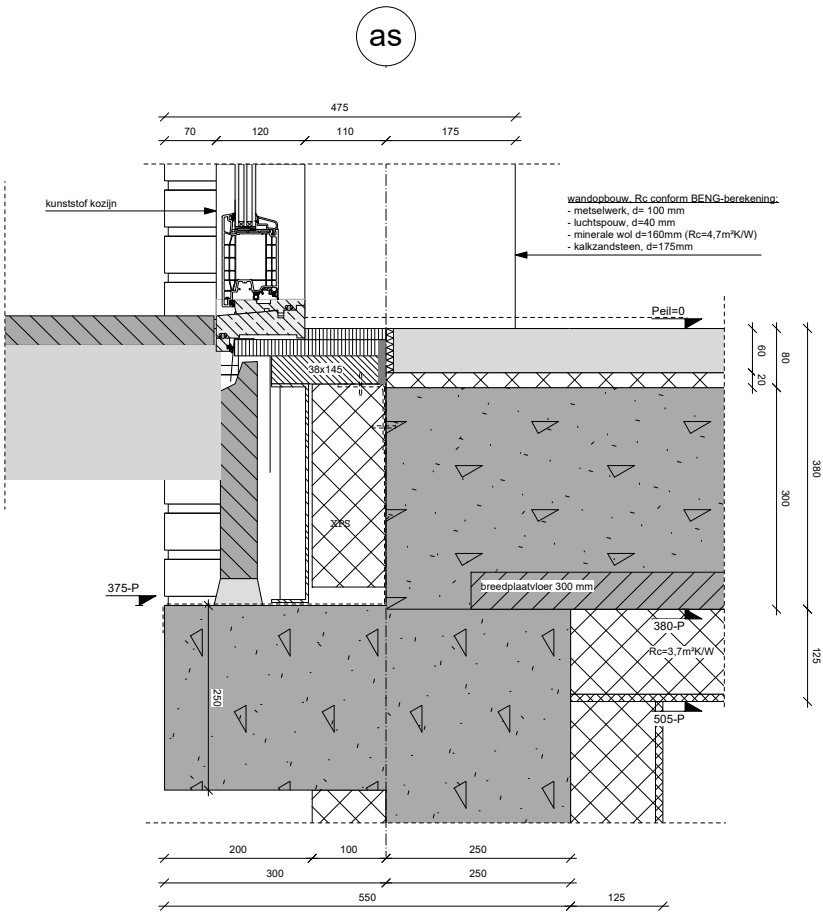 as
475
70
120
110
175
kunststof kozijn
wandopbouw, Rc conform BENG-berekening:
- metselwerk, d= 100 mm
- luchtspouw, d=40 mm
- minerale wol d=160mm (Rc=4,7m²K/W)
- kalkzandsteen, d=175mm
Peil=0
60
80
20
38x145
380
300
XPS
breedplaatvloer 300 mm
375-P
380-P
Rc=3,7m²K/W
125
250
505-P
200
100
250
300
250
550
125